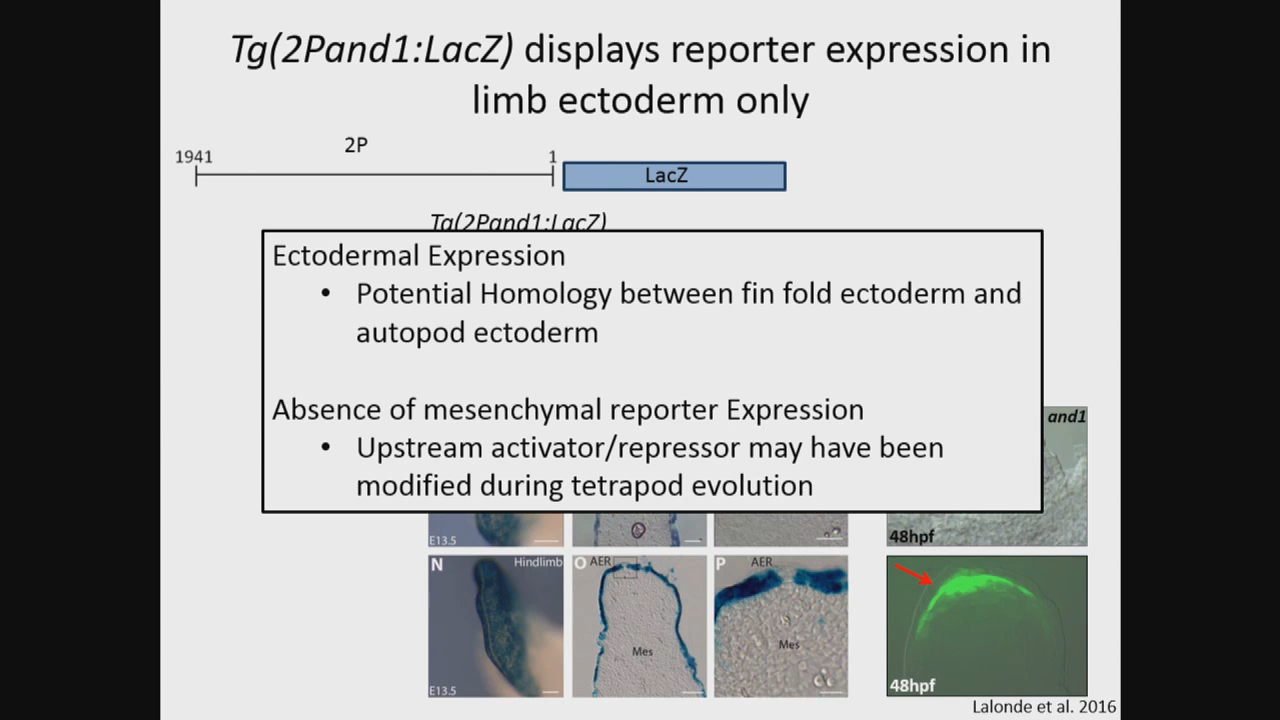 Tg(2Pand1:LacZ) displays reporter expression in
limb ectoderm only
2P
1941
1
LacZ
Tg(2Pand1:LacZ)
Ectodermal Expression
• Potential Homology between fin fold ectoderm and
autopod ectoderm
Absence of mesenchymal reporter Expression
• Upstream activator/repressor may have been
modified during tetrapod evolution
and1
E13.5
48hpf
N
Hindlimb
O
AER
P
AER
Mes
Mes
E13.5
48hpf
Lalonde et al. 2016